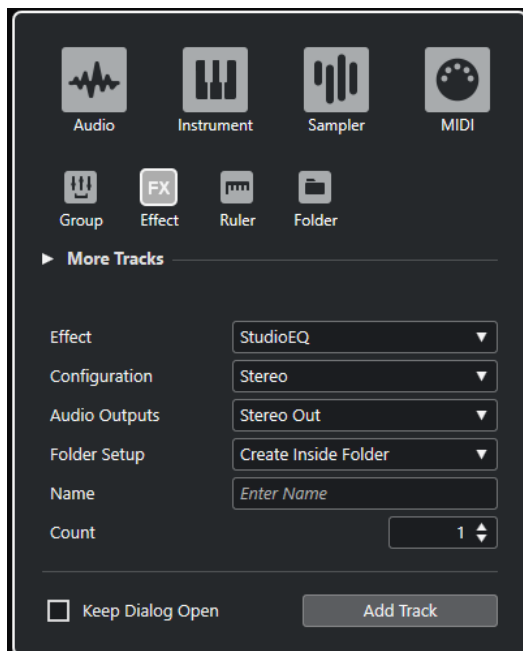 Audio Instrument Sampler MIDI
FX
Group Effect Ruler Folder
More Tracks
Effect StudioEQ
Configuration Stereo
Audio Outputs Stereo Out
Folder Setup Create Inside Folder
Name Enter Name
Count 1
Keep Dialog Open Add Track